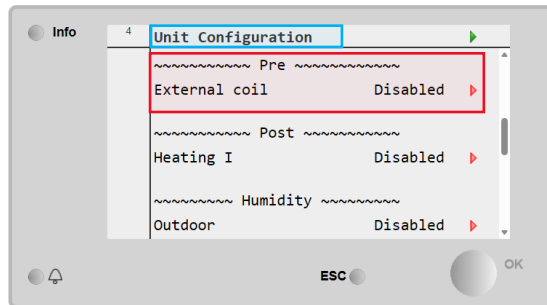 Info
4 Unit Configuration
~~~~~~~~~~~ Pre ~~~~~~~~~~~~
External coil Disabled
~~~~~~~~~~~ Post ~~~~~~~~~~~
Heating I Disabled
~~~~~~~~~ Humidity ~~~~~~~~~
Outdoor Disabled
ESC
OK